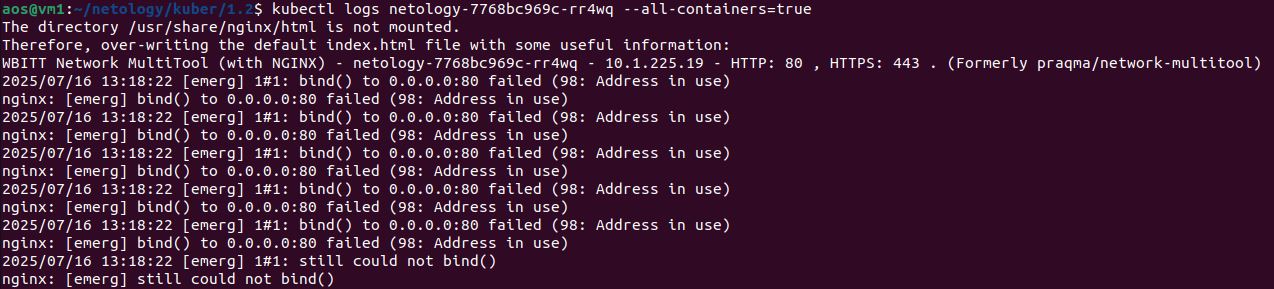 aos@vm1:~/netology/kuber/1.2$ kubectl logs netology-7768bc969c-rr4wq --all-containers=true
The directory /usr/share/nginx/html is not mounted.
Therefore, over-writing the default index.html file with some useful information:
WBITT Network MultiTool (with NGINX) - netology-7768bc969c-rr4wq - 10.1.225.19 - HTTP: 80 , HTTPS: 443 . (Formerly praqma/network-multitool)
2025/07/16 13:18:22 [emerg] 1#1: bind() to 0.0.0.0:80 failed (98: Address in use)
nginx: [emerg] bind() to 0.0.0.0:80 failed (98: Address in use)
2025/07/16 13:18:22 [emerg] 1#1: bind() to 0.0.0.0:80 failed (98: Address in use)
nginx: [emerg] bind() to 0.0.0.0:80 failed (98: Address in use)
2025/07/16 13:18:22 [emerg] 1#1: bind() to 0.0.0.0:80 failed (98: Address in use)
nginx: [emerg] bind() to 0.0.0.0:80 failed (98: Address in use)
2025/07/16 13:18:22 [emerg] 1#1: bind() to 0.0.0.0:80 failed (98: Address in use)
nginx: [emerg] bind() to 0.0.0.0:80 failed (98: Address in use)
2025/07/16 13:18:22 [emerg] 1#1: bind() to 0.0.0.0:80 failed (98: Address in use)
nginx: [emerg] bind() to 0.0.0.0:80 failed (98: Address in use)
2025/07/16 13:18:22 [emerg] 1#1: still could not bind()
nginx: [emerg] still could not bind()